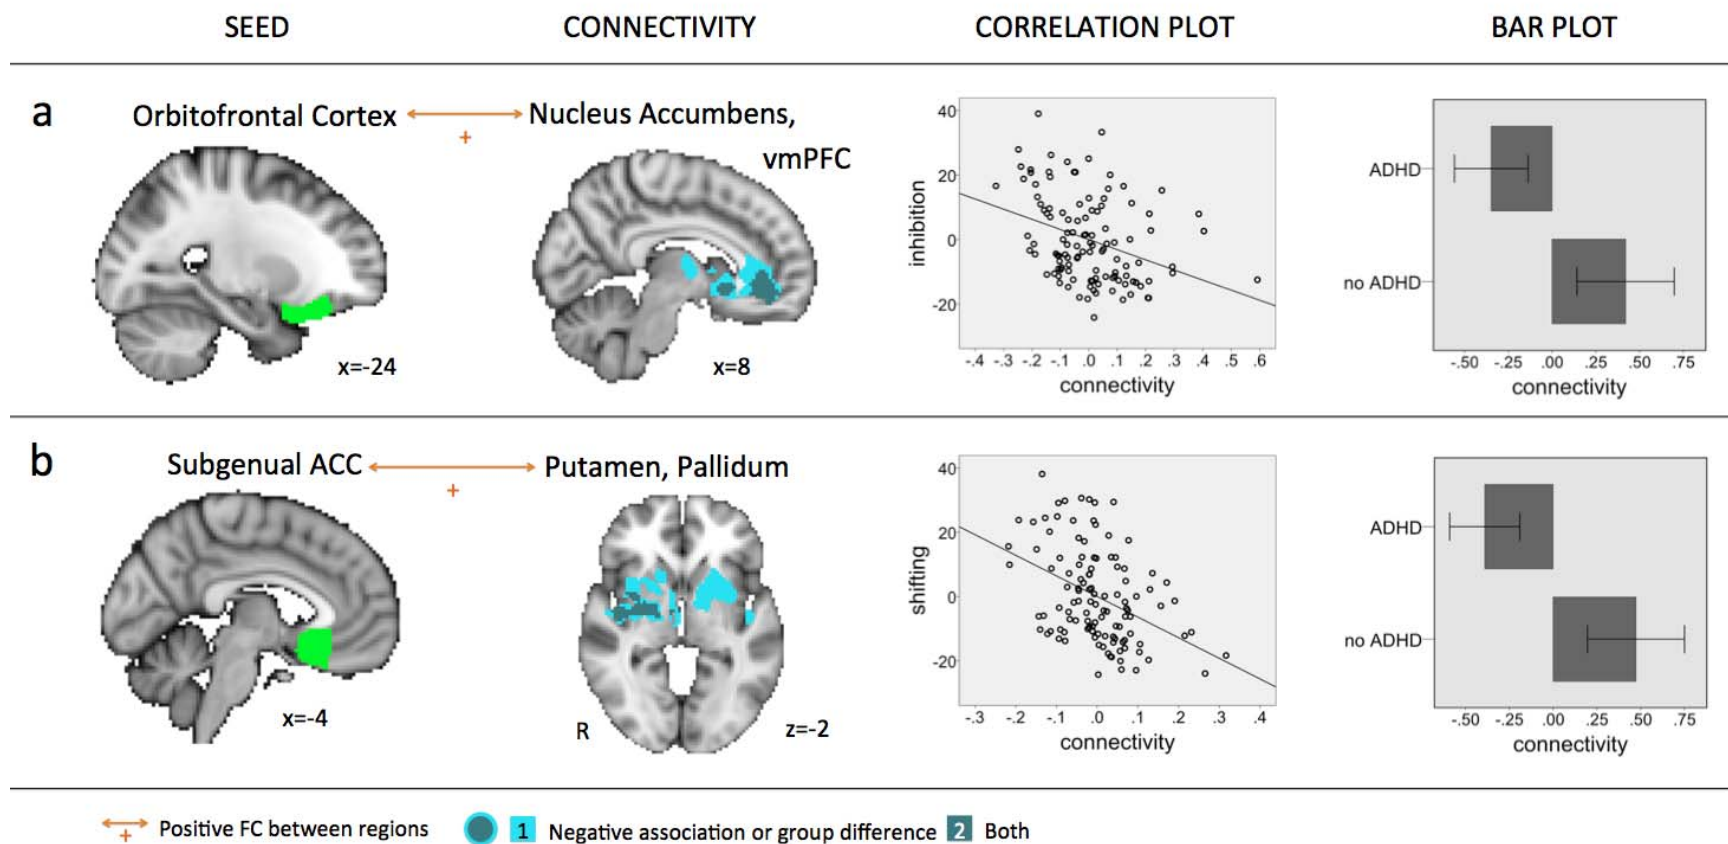 SEED CONNECTIVITY CORRELATION PLOT BAR PLOT
a
Orbitofrontal Cortex + Nucleus Accumbens,
vmPFC
x=-24
x=8
40
20
0
-20
inhibition
-.4 -.3 -.2 -.1 .0 .1 .2 .3 .4 .5 .6
connectivity
ADHD
no ADHD
-.50 -.25 .00 .25 .50 .75
connectivity
b
Subgenual ACC + Putamen, Pallidum
x=-4
R
z=-2
40
20
0
-20
shifting
-.3 -.2 -.1 .0 .1 .2 .3 .4
connectivity
ADHD
no ADHD
-.50 -.25 .00 .25 .50 .75
connectivity
+ Positive FC between regions 1 Negative association or group difference 2 Both